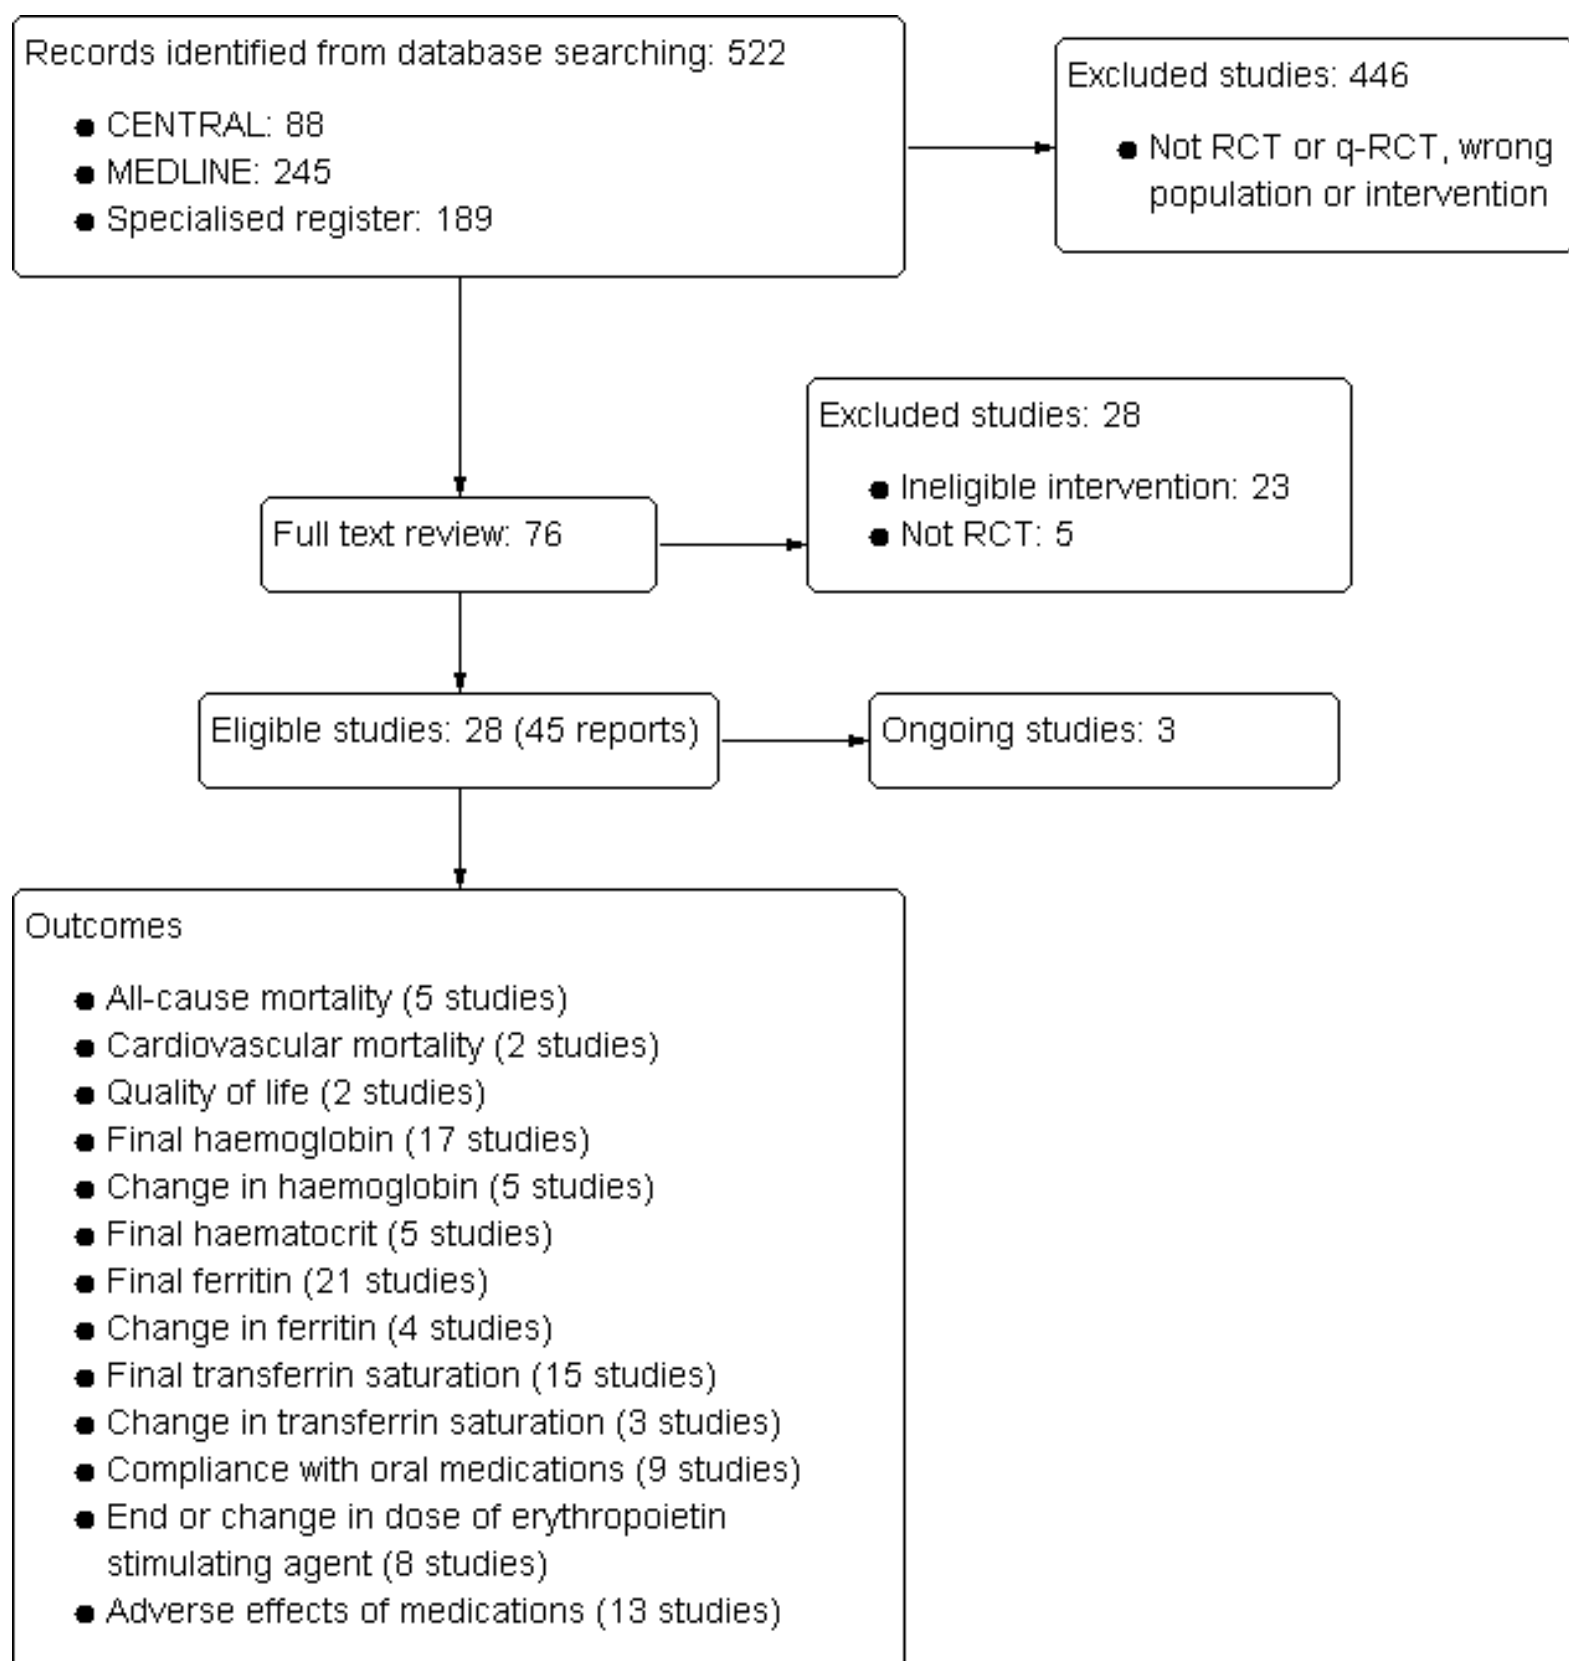 Records identified from database searching: 522
● CENTRAL: 88
● MEDLINE: 245
● Specialised register: 189
Excluded studies: 446
● Not RCT or q-RCT, wrong
population or intervention
Excluded studies: 28
● Ineligible intervention: 23
● Not RCT: 5
Full text review: 76
Eligible studies: 28 (45 reports)
Ongoing studies: 3
Outcomes
● All-cause mortality (5 studies)
● Cardiovascular mortality (2 studies)
● Quality of life (2 studies)
● Final haemoglobin (17 studies)
● Change in haemoglobin (5 studies)
● Final haematocrit (5 studies)
● Final ferritin (21 studies)
● Change in ferritin (4 studies)
● Final transferrin saturation (15 studies)
● Change in transferrin saturation (3 studies)
● Compliance with oral medications (9 studies)
● End or change in dose of erythropoietin
stimulating agent (8 studies)
● Adverse effects of medications (13 studies)